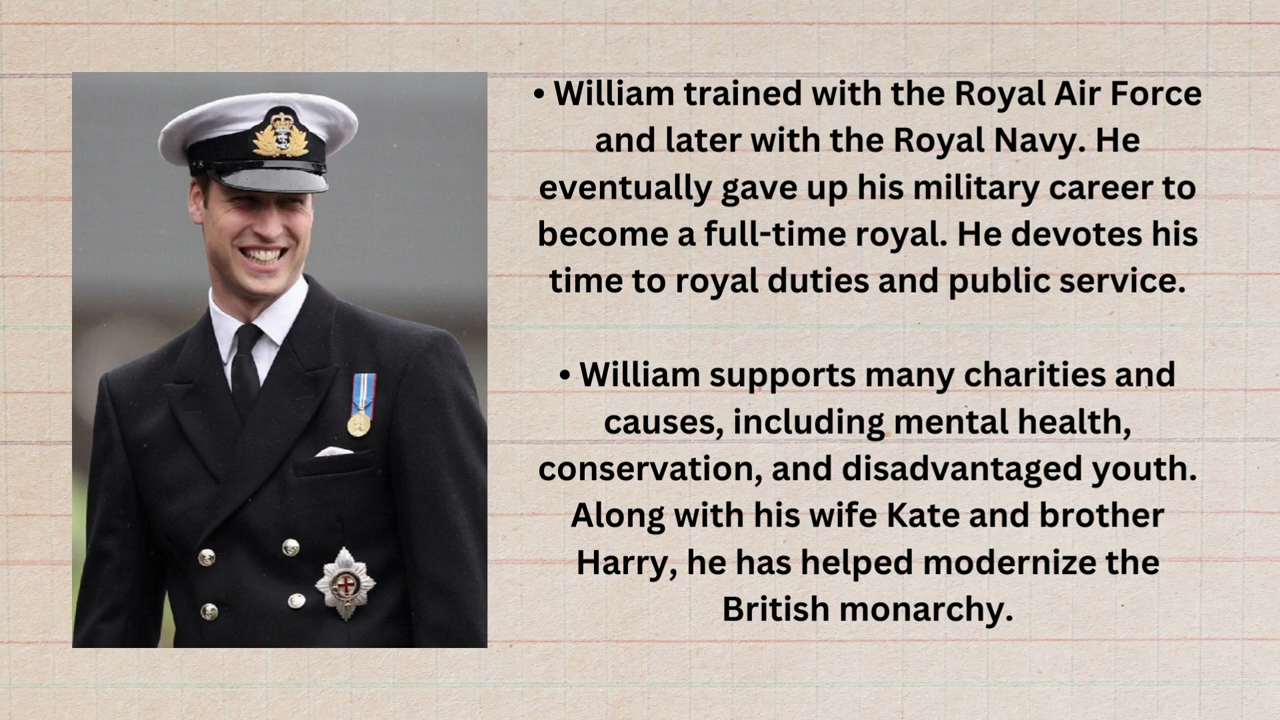 • William trained with the Royal Air Force
and later with the Royal Navy. He
eventually gave up his military career to
become a full-time royal. He devotes his
time to royal duties and public service.
• William supports many charities and
causes, including mental health,
conservation, and disadvantaged youth.
Along with his wife Kate and brother
Harry, he has helped modernize the
British monarchy.